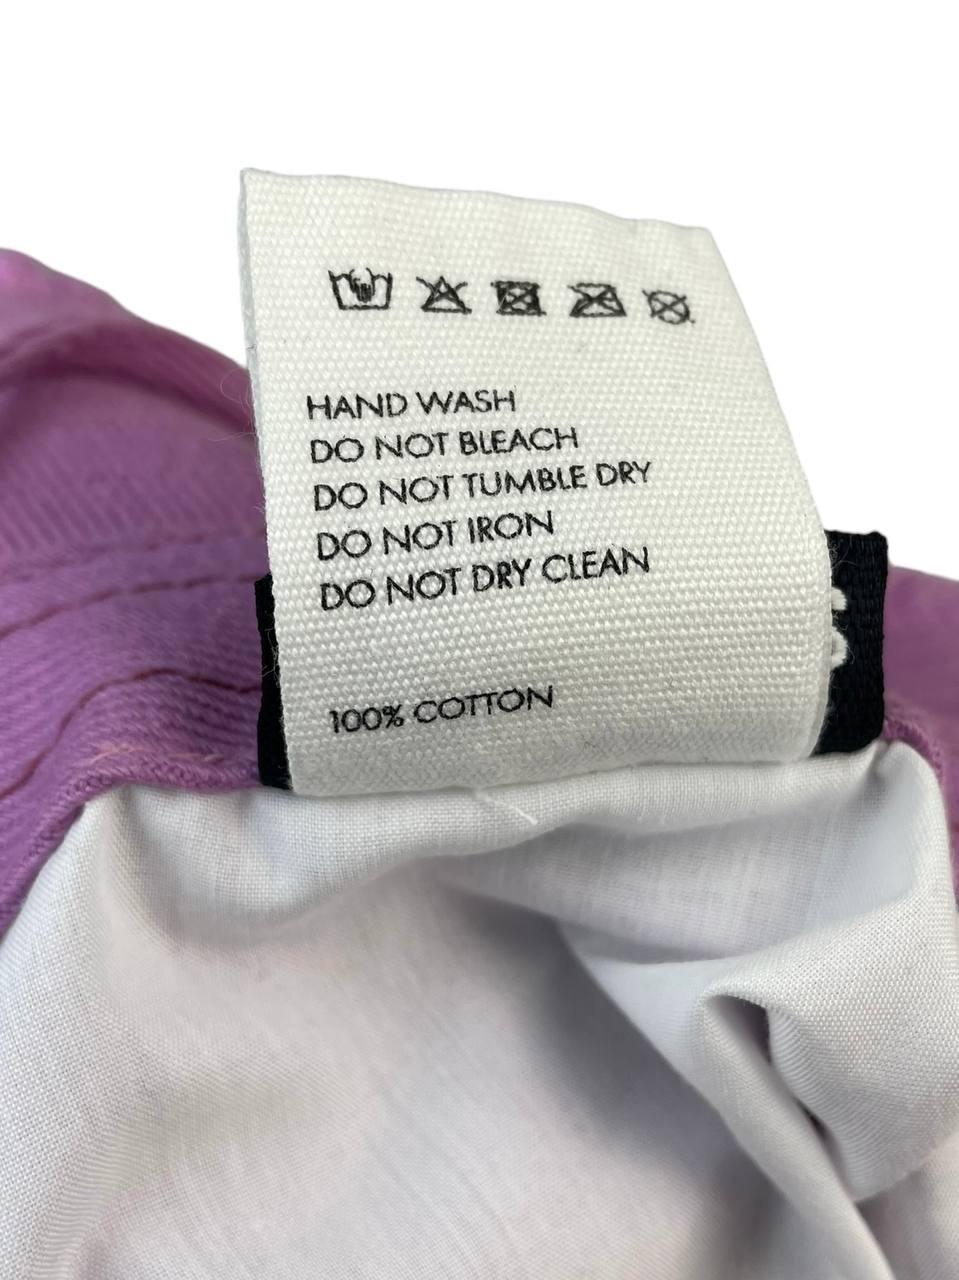 HAND WASH
DO NOT BLEACH
DO NOT TUMBLE DRY
DO NOT IRON
DO NOT DRY CLEAN
100% COTTON